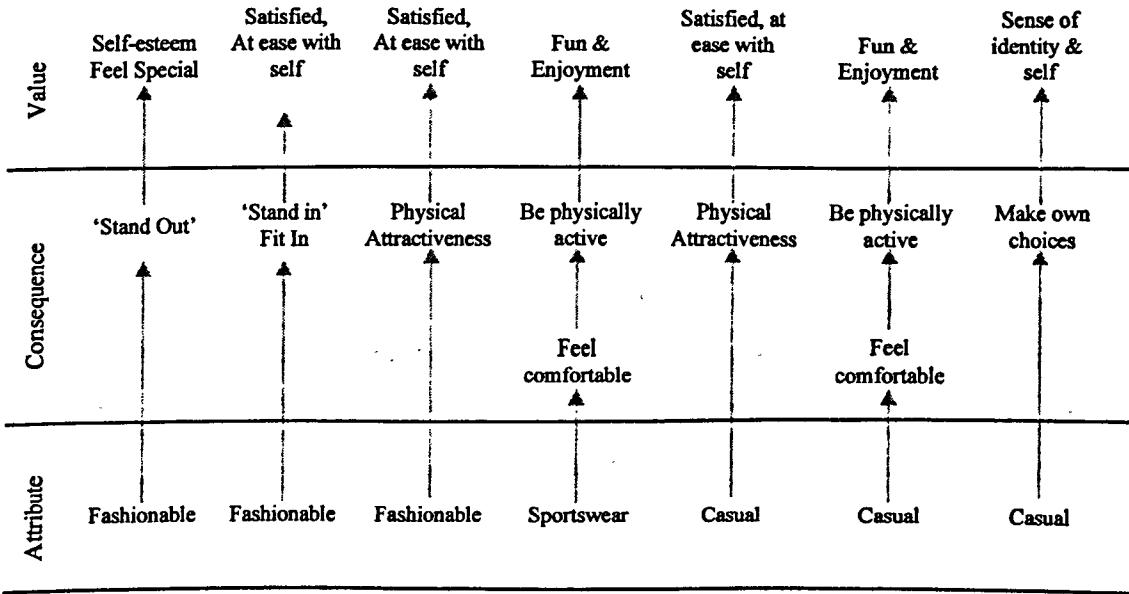 Value
Self-esteem
Feel Special
Satisfied,
At ease with
self
Satisfied,
At ease with
self
Fun &
Enjoyment
Satisfied, at
ease with
self
Fun &
Enjoyment
Sense of
identity &
self
Consequence
'Stand Out'
'Stand in'
Fit In
Physical
Attractiveness
Be physically
active
Physical
Attractiveness
Be physically
active
Make own
choices
Feel
comfortable
Feel
comfortable
Attribute
Fashionable
Fashionable
Fashionable
Sportswear
Casual
Casual
Casual